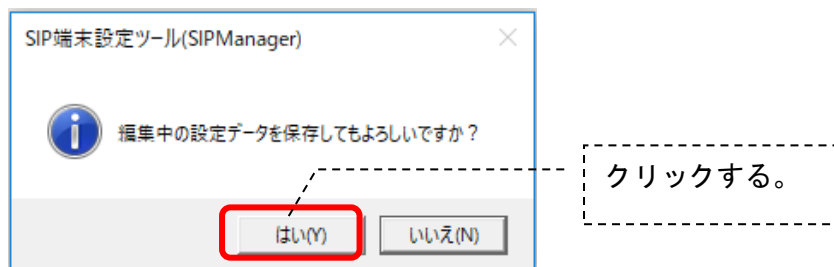 SIP端末設定ツール(SIPManager)
編集中の設定データを保存してもよろしいですか？
クリックする。
はい(Y)
いいえ(N)